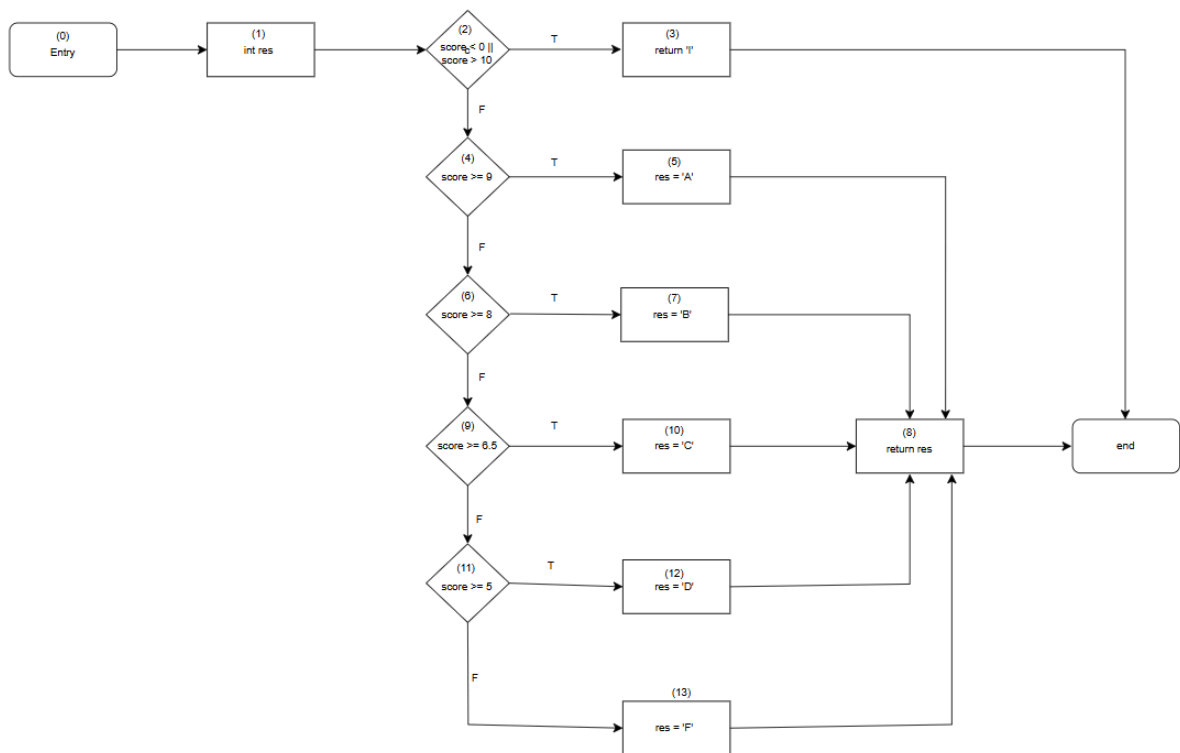 (0)
Entry
(1)
int res
(2)
score < 0 ||
score > 10
T
(3)
return 'I'
F
(4)
score >= 9
T
(5)
res = 'A'
F
(6)
score >= 8
T
(7)
res = 'B'
F
(9)
score >= 6.5
T
(10)
res = 'C'
(8)
return res
end
F
(11)
score >= 5
T
(12)
res = 'D'
F
(13)
res = 'F'